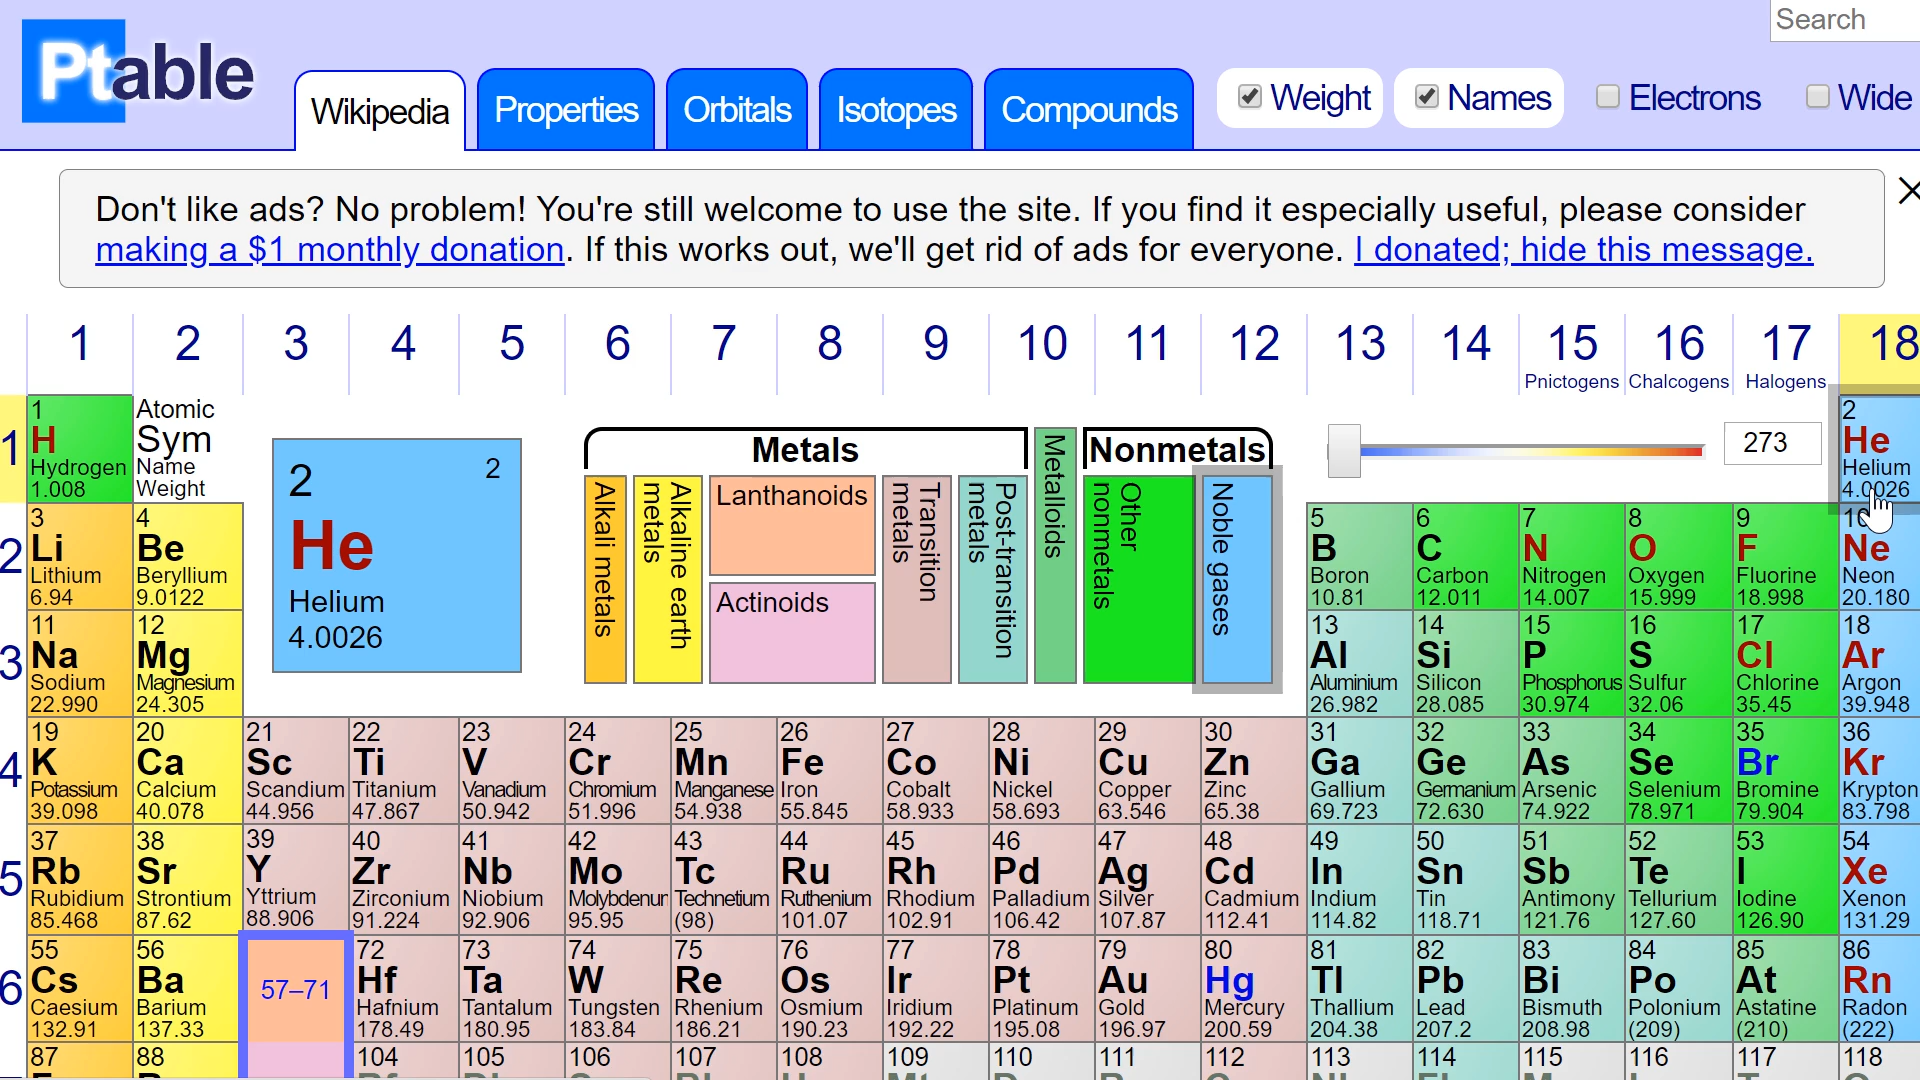 Ptable
Wikipedia Properties Orbitals Isotopes Compounds Weight Names Electrons Wide
Search
Don't like ads? No problem! You're still welcome to use the site. If you find it especially useful, please consider
making a $1 monthly donation. If this works out, we'll get rid of ads for everyone. I donated; hide this message.
1 2 3 4 5 6 7 8 9 10 11 12 13 14 15 16 17 18
Pnictogens Chalcogens Halogens
1
1
H
Hydrogen
1.008
Atomic
Sym
Name
Weight
2 2
He
Helium
4.0026
Metals
Alkali metals
Alkaline earth metals
Lanthanoids
Actinoids
Transition metals
Post-transition metals
Metalloids
Nonmetals
Other nonmetals
Noble gases
273
2
He
Helium
4.0026
2
3 4 5 6 7 8 9 10
Li Be B C N O F Ne
Lithium Beryllium Boron Carbon Nitrogen Oxygen Fluorine Neon
6.94 9.0122 10.81 12.011 14.007 15.999 18.998 20.180
3
11 12 13 14 15 16 17 18
Na Mg Al Si P S Cl Ar
Sodium Magnesium Aluminium Silicon Phosphorus Sulfur Chlorine Argon
22.990 24.305 26.982 28.085 30.974 32.06 35.45 39.948
4
19 20 21 22 23 24 25 26 27 28 29 30 31 32 33 34 35 36
K Ca Sc Ti V Cr Mn Fe Co Ni Cu Zn Ga Ge As Se Br Kr
Potassium Calcium Scandium Titanium Vanadium Chromium Manganese Iron Cobalt Nickel Copper Zinc Gallium Germanium Arsenic Selenium Bromine Krypton
39.098 40.078 44.956 47.867 50.942 51.996 54.938 55.845 58.933 58.693 63.546 65.38 69.723 72.630 74.922 78.971 79.904 83.798
5
37 38 39 40 41 42 43 44 45 46 47 48 49 50 51 52 53 54
Rb Sr Y Zr Nb Mo Tc Ru Rh Pd Ag Cd In Sn Sb Te I Xe
Rubidium Strontium Yttrium Zirconium Niobium Molybdenum Technetium Ruthenium Rhodium Palladium Silver Cadmium Indium Tin Antimony Tellurium Iodine Xenon
85.468 87.62 88.906 91.224 92.906 95.95 (98) 101.07 102.91 106.42 107.87 112.41 114.82 118.71 121.76 127.60 126.90 131.29
6
55 56 57–71 72 73 74 75 76 77 78 79 80 81 82 83 84 85 86
Cs Ba Hf Ta W Re Os Ir Pt Au Hg Tl Pb Bi Po At Rn
Caesium Barium Hafnium Tantalum Tungsten Rhenium Osmium Iridium Platinum Gold Mercury Thallium Lead Bismuth Polonium Astatine Radon
132.91 137.33 178.49 180.95 183.84 186.21 190.23 192.22 195.08 196.97 200.59 204.38 207.2 208.98 (209) (210) (222)
87 88 104 105 106 107 108 109 110 111 112 113 114 115 116 117 118